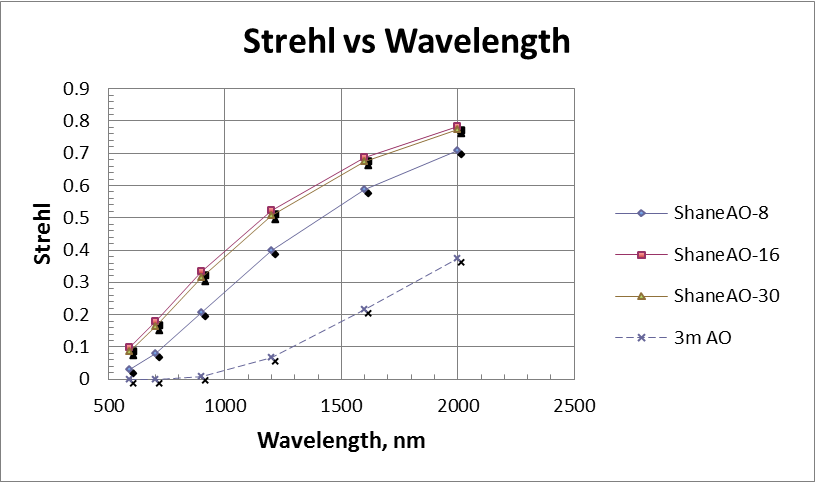 Strehl vs Wavelength
0.9
0.8
0.7
0.6
0.5
0.4
0.3
0.2
0.1
0
Strehl
500 1000 1500 2000 2500
Wavelength, nm
ShaneAO-8
ShaneAO-16
ShaneAO-30
3m AO